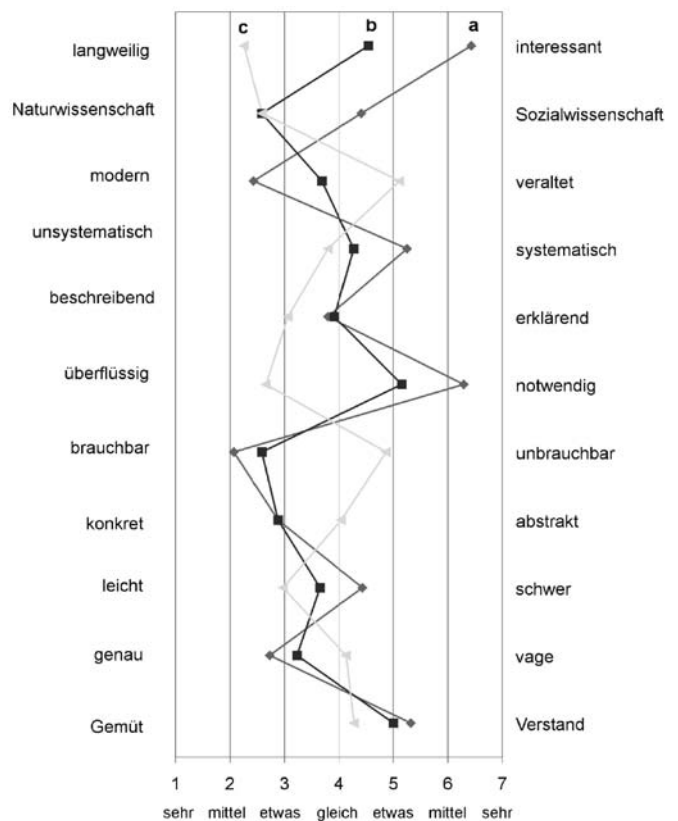 c b a
langweilig interessant
Naturwissenschaft Sozialwissenschaft
modern veraltet
unsystematisch systematisch
beschreibend erklärend
überflüssig notwendig
brauchbar unbrauchbar
konkret abstrakt
leicht schwer
genau vage
Gemüt Verstand
1 2 3 4 5 6 7
sehr mittel etwas gleich etwas mittel sehr